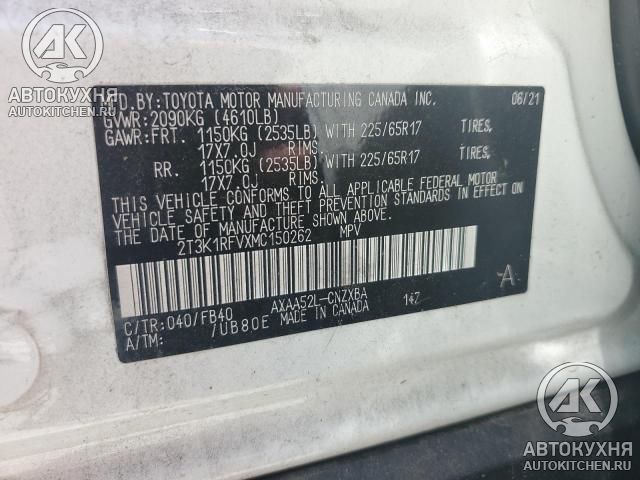 АК
АВТОКУХНЯ
AUTOKITCHEN.RU
MFD.BY:TOYOTA MOTOR MANUFACTURING CANADA INC. 06/21
GVWR:2090KG (4610LB)
GAWR:FRT. 1150KG (2535LB) WITH 225/65R17 TIRES,
17X7.0J RIMS.
RR. 1150KG (2535LB) WITH 225/65R17 TIRES,
17X7.0J RIMS.
THIS VEHICLE CONFORMS TO ALL APPLICABLE FEDERAL MOTOR
VEHICLE SAFETY AND THEFT PREVENTION STANDARDS IN EFFECT ON
THE DATE OF MANUFACTURE SHOWN ABOVE.
2T3K1RFVXMC150262 MPV
C/TR:040/FB40 AXAA52L-CNZXBA 147 A
A/TM: /UB80E MADE IN CANADA
АК
АВТОКУХНЯ
AUTOKITCHEN.RU